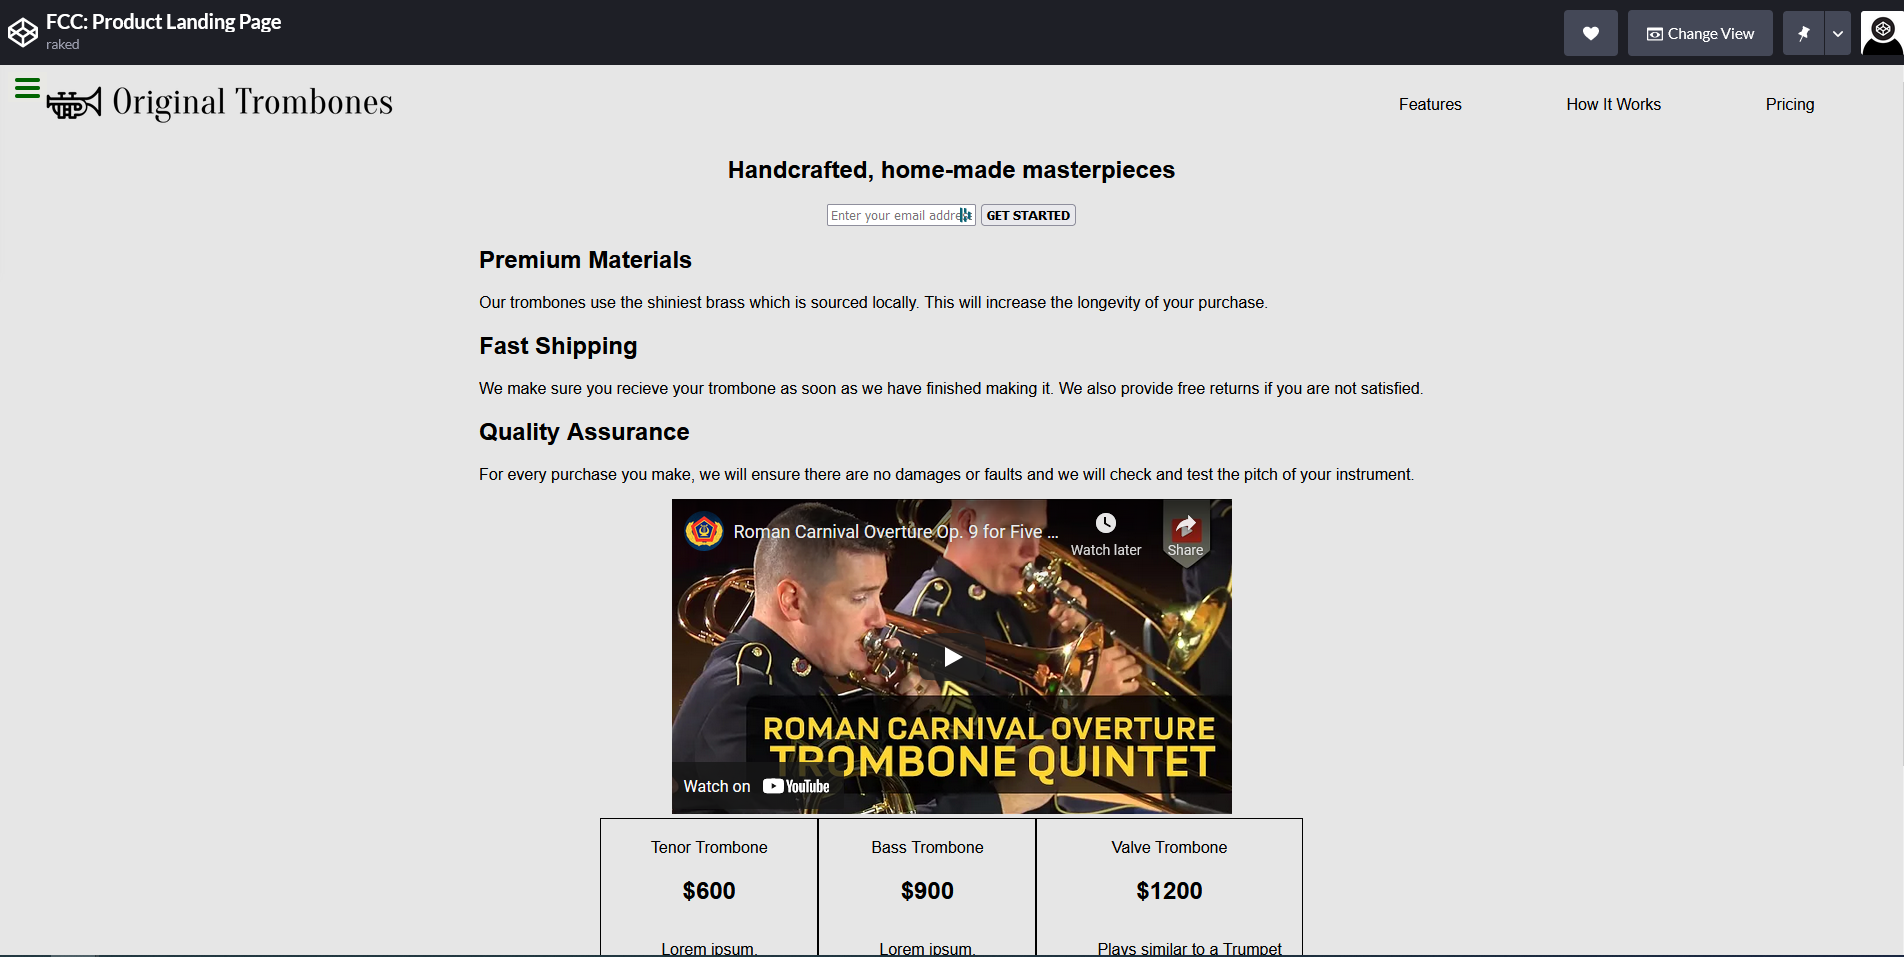 FCC: Product Landing Page
raked
Change View
Original Trombones
Features
How It Works
Pricing
Handcrafted, home-made masterpieces
Enter your email addre
GET STARTED
Premium Materials
Our trombones use the shiniest brass which is sourced locally. This will increase the longevity of your purchase.
Fast Shipping
We make sure you recieve your trombone as soon as we have finished making it. We also provide free returns if you are not satisfied.
Quality Assurance
For every purchase you make, we will ensure there are no damages or faults and we will check and test the pitch of your instrument.
Roman Carnival Overture Op. 9 for Five ...
Watch later
Share
ROMAN CARNIVAL OVERTURE
TROMBONE QUINTET
Watch on YouTube
Tenor Trombone
Bass Trombone
Valve Trombone
$600
$900
$1200
Lorem ipsum.
Lorem ipsum.
Plays similar to a Trumpet